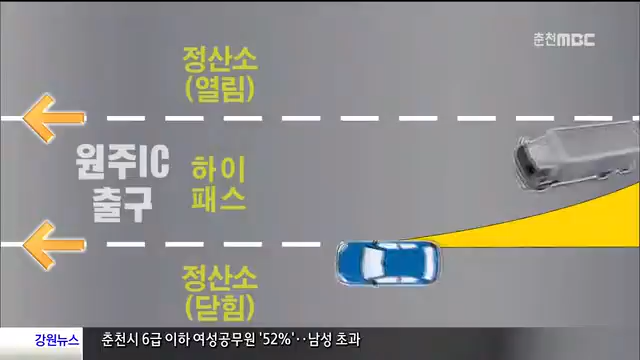 춘천MBC
정산소
(열림)
원주IC
출구
하이
패스
정산소
(닫힘)
강원뉴스
춘천시 6급 이하 여성공무원 '52%'··남성 초과